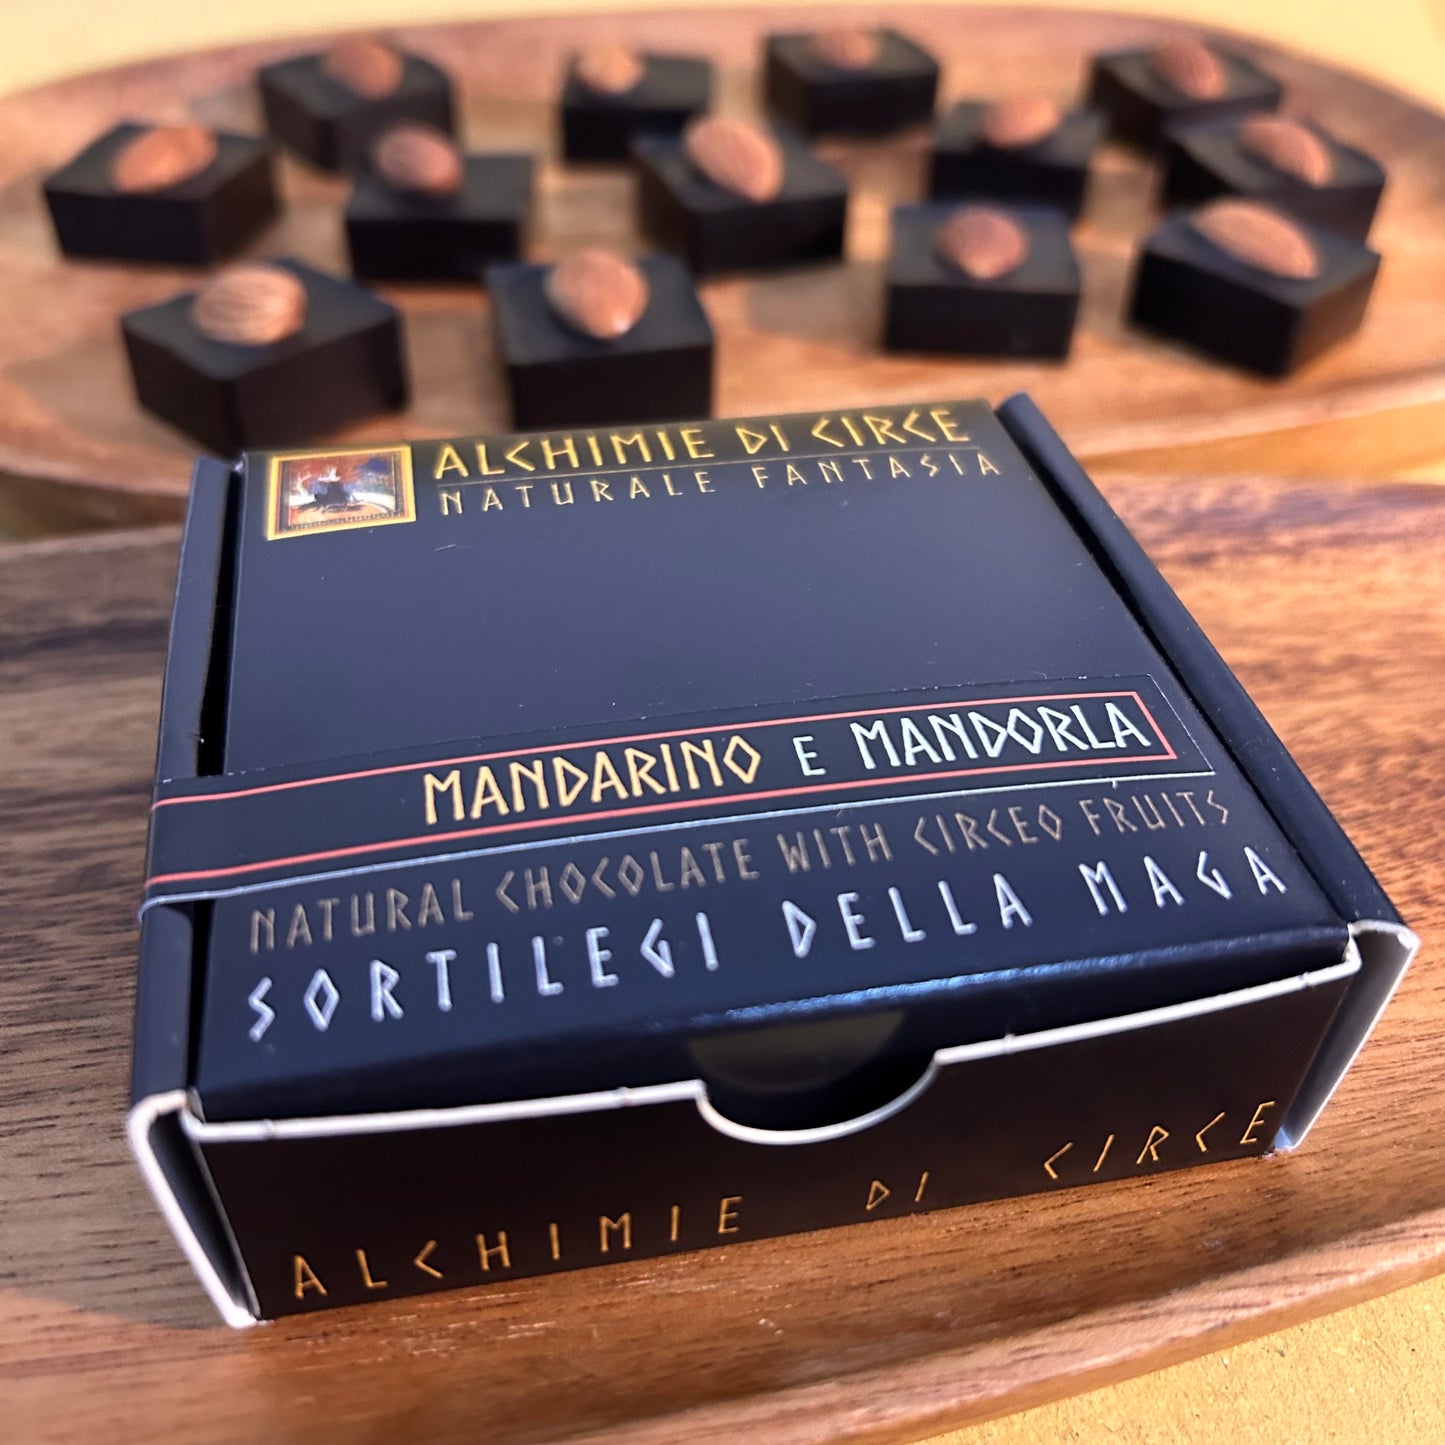 ALCHIMIE DI CIRCE
NATURALE FANTASIA
MANDARINO E MANDORLA
NATURAL CHOCOLATE WITH CIRCEO FRUITS
SORTILEGI DELLA MAGA
ALCHIMIE DI CIRCE